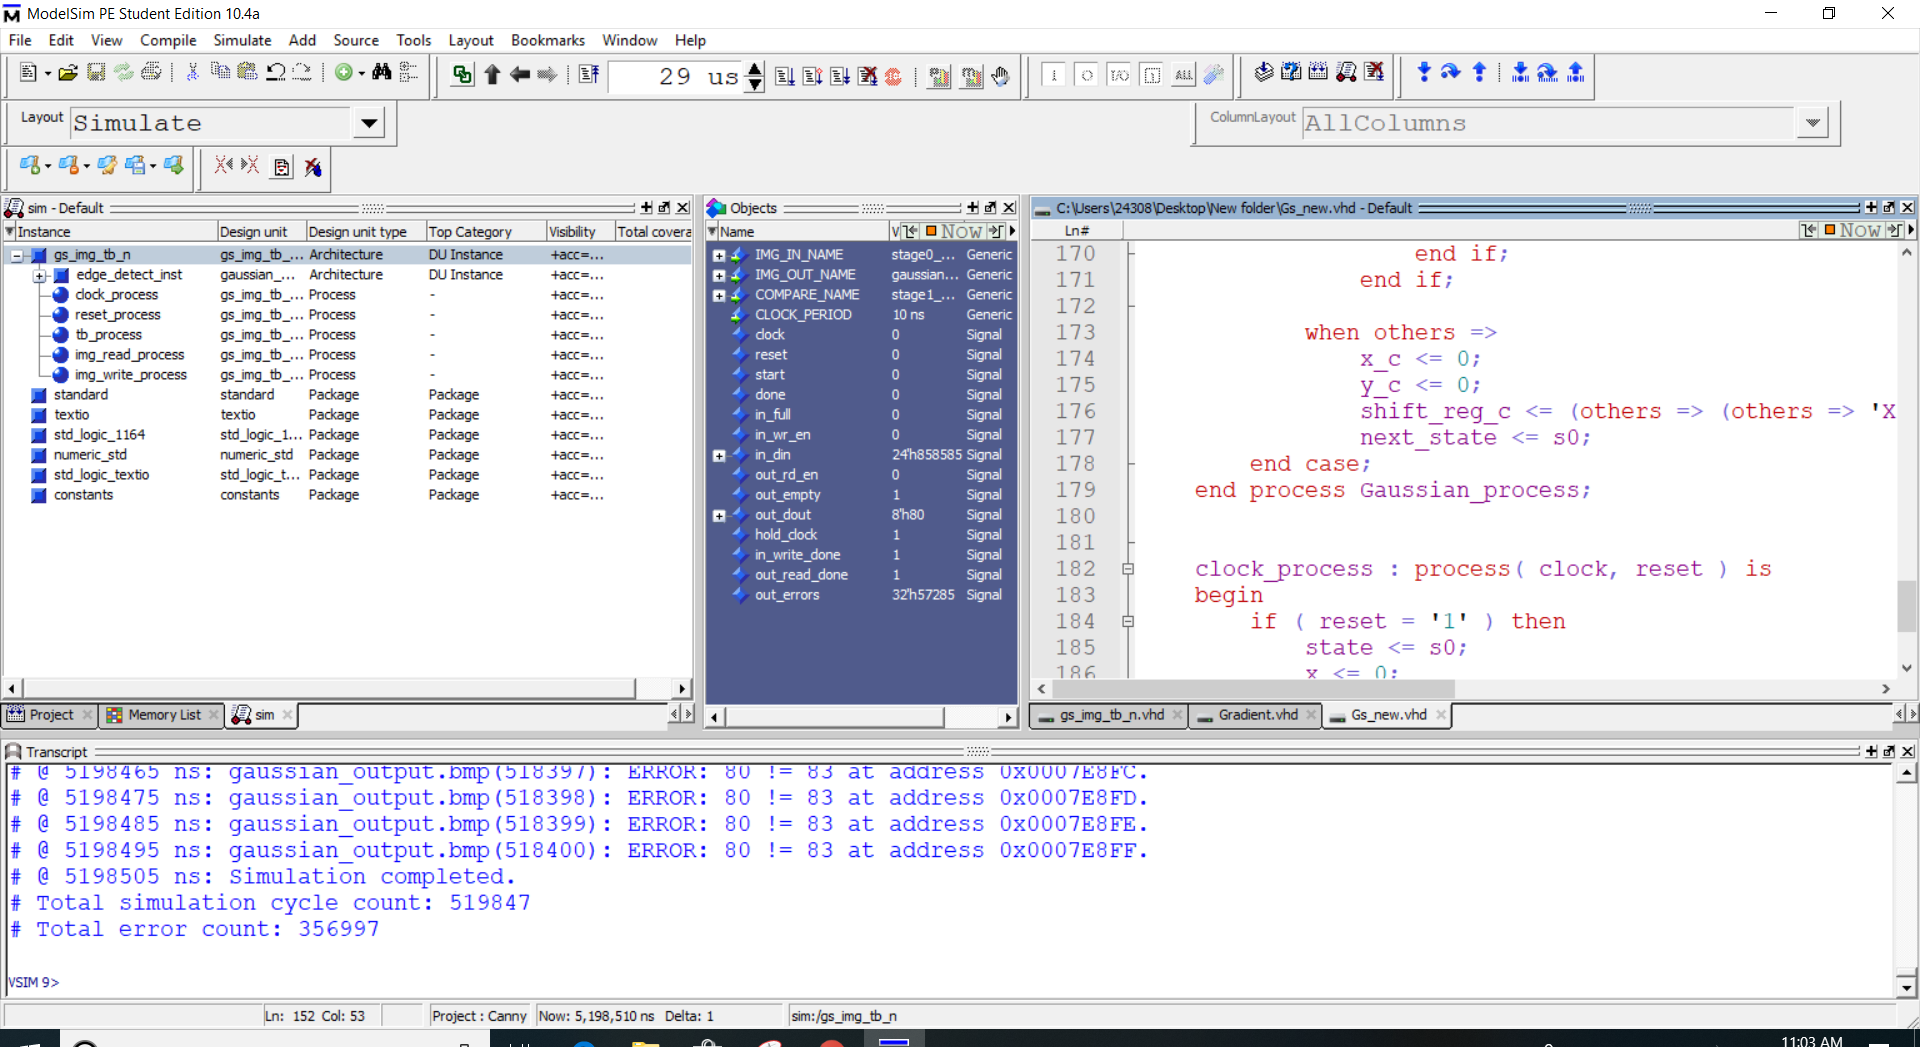 ModelSim PE Student Edition 10.4a
File Edit View Compile Simulate Add Source Tools Layout Bookmarks Window Help
29 us
Layout Simulate
ColumnLayout AllColumns
sim - Default
Instance Design unit Design unit type Top Category Visibility Total covera
gs_img_tb_n gs_img_tb_... Architecture DU Instance +acc=...
edge_detect_inst gaussian_... Architecture DU Instance +acc=...
clock_process gs_img_tb_... Process - +acc=...
reset_process gs_img_tb_... Process - +acc=...
tb_process gs_img_tb_... Process - +acc=...
img_read_process gs_img_tb_... Process - +acc=...
img_write_process gs_img_tb_... Process - +acc=...
standard standard Package Package +acc=...
textio textio Package Package +acc=...
std_logic_1164 std_logic_1... Package Package +acc=...
numeric_std numeric_std Package Package +acc=...
std_logic_textio std_logic_t... Package Package +acc=...
constants constants Package Package +acc=...
Project Memory List sim
Objects
Name V Now
IMG_IN_NAME stage0_... Generic
IMG_OUT_NAME gaussian... Generic
COMPARE_NAME stage1_... Generic
CLOCK_PERIOD 10 ns Generic
clock 0 Signal
reset 0 Signal
start 0 Signal
done 0 Signal
in_full 0 Signal
in_wr_en 0 Signal
in_din 24'h858585 Signal
out_rd_en 0 Signal
out_empty 1 Signal
out_dout 8'h80 Signal
hold_clock 1 Signal
in_write_done 1 Signal
out_read_done 1 Signal
out_errors 32'h57285 Signal
C:\Users\24308\Desktop\New folder\Gs_new.vhd - Default
Ln# Now
170 end if;
171 end if;
172
173 when others =>
174 x_c <= 0;
175 y_c <= 0;
176 shift_reg_c <= (others => (others => 'X
177 next_state <= s0;
178 end case;
179 end process Gaussian_process;
180
181
182 clock_process : process( clock, reset ) is
183 begin
184 if ( reset = '1' ) then
185 state <= s0;
186 x <= 0;
gs_img_tb_n.vhd Gradient.vhd Gs_new.vhd
Transcript
# @ 5198465 ns: gaussian_output.bmp(518397): ERROR: 80 != 83 at address 0x0007E8FC.
# @ 5198475 ns: gaussian_output.bmp(518398): ERROR: 80 != 83 at address 0x0007E8FD.
# @ 5198485 ns: gaussian_output.bmp(518399): ERROR: 80 != 83 at address 0x0007E8FE.
# @ 5198495 ns: gaussian_output.bmp(518400): ERROR: 80 != 83 at address 0x0007E8FF.
# @ 5198505 ns: Simulation completed.
# Total simulation cycle count: 519847
# Total error count: 356997
VSIM 9>
Ln: 152 Col: 53 Project : Canny Now: 5,198,510 ns Delta: 1 sim:/gs_img_tb_n
11:03 AM